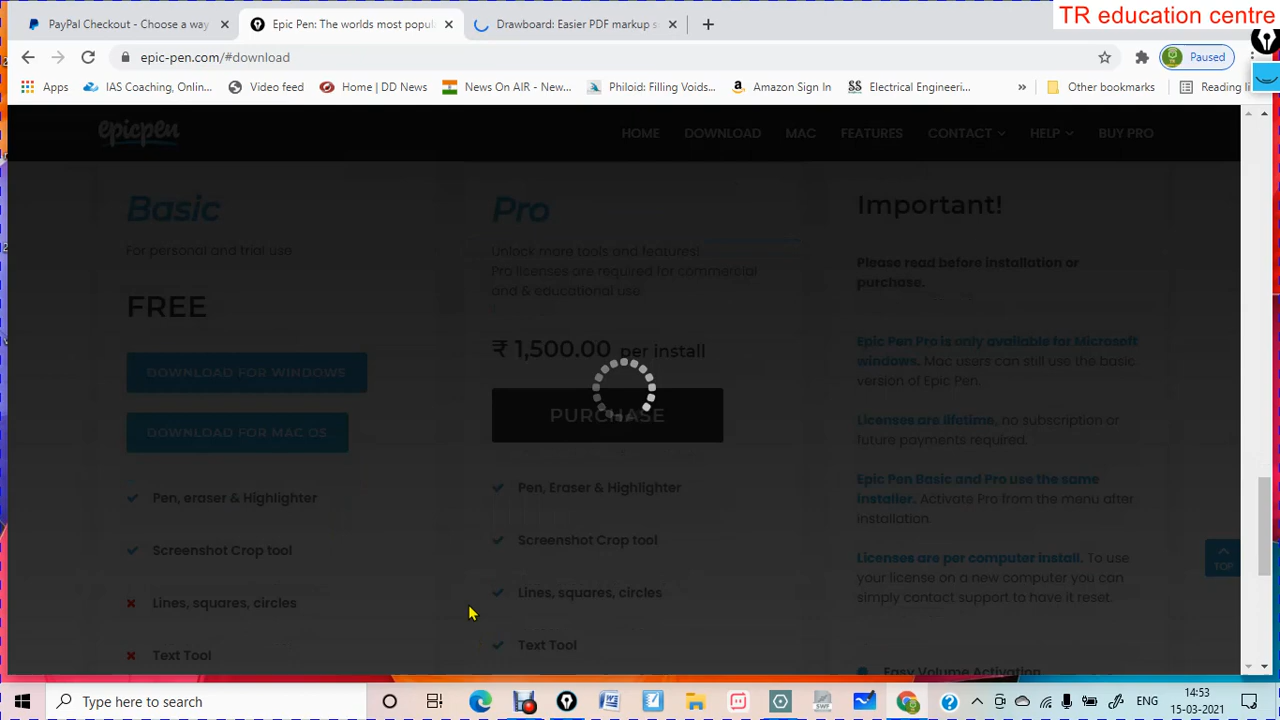 TR education centre
PayPal Checkout - Choose a way
Epic Pen: The worlds most popul
Drawboard: Easier PDF markup s
epic-pen.com/#download
Paused
Apps
IAS Coaching, Onlin...
Video feed
Home | DD News
News On AIR - New...
Philoid: Filling Voids...
Amazon Sign In
Electrical Engineeri...
»
Other bookmarks
Reading li
epicpen
HOME
DOWNLOAD
MAC
FEATURES
CONTACT
HELP
BUY PRO
Basic
For personal and trial use
FREE
DOWNLOAD FOR WINDOWS
DOWNLOAD FOR MAC OS
Pen, eraser & Highlighter
Screenshot Crop tool
Lines, squares, circles
Text Tool
Pro
Unlock more tools and features!
Pro licenses are required for commercial
and & educational use.
₹ 1,500.00 per install
PURCHASE
Pen, Eraser & Highlighter
Screenshot Crop tool
Lines, squares, circles
Text Tool
Important!
Please read before installation or
purchase.
Epic Pen Pro is only available for Microsoft
windows. Mac users can still use the basic
version of Epic Pen.
Licenses are lifetime, no subscription or
future payments required.
Epic Pen Basic and Pro use the same
installer. Activate Pro from the menu after
installation.
Licenses are per computer install. To use
your license on a new computer you can
simply contact support to have it reset.
Easy Volume Activation
TOP
Type here to search
ENG
14:53
15-03-2021